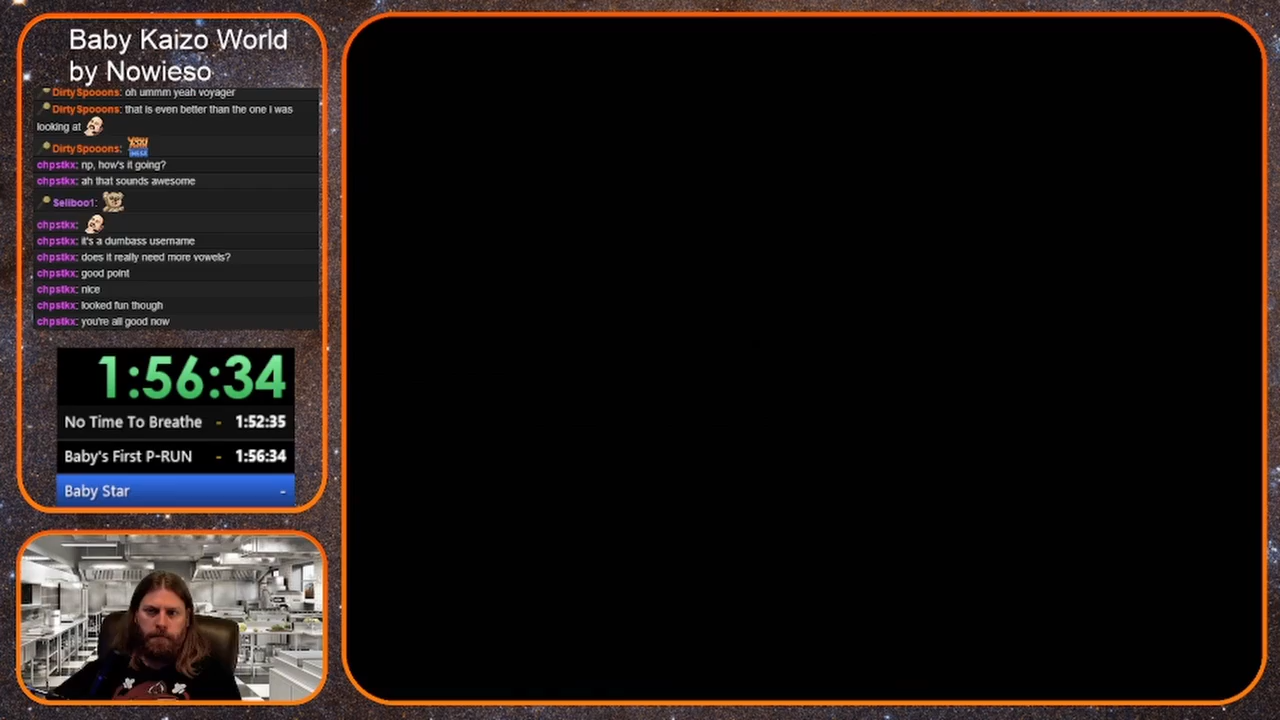 Baby Kaizo World
by Nowieso
DirtySpooons: oh ummm yeah voyager
DirtySpooons: that is even better than the one i was
looking at
DirtySpooons:
chpstkx: np, how's it going?
chpstkx: ah that sounds awesome
Seliboo1:
chpstkx:
chpstkx: it's a dumbass username
chpstkx: does it really need more vowels?
chpstkx: good point
chpstkx: nice
chpstkx: looked fun though
chpstkx: you're all good now
1:56:34
No Time To Breathe - 1:52:35
Baby's First P-RUN - 1:56:34
Baby Star -